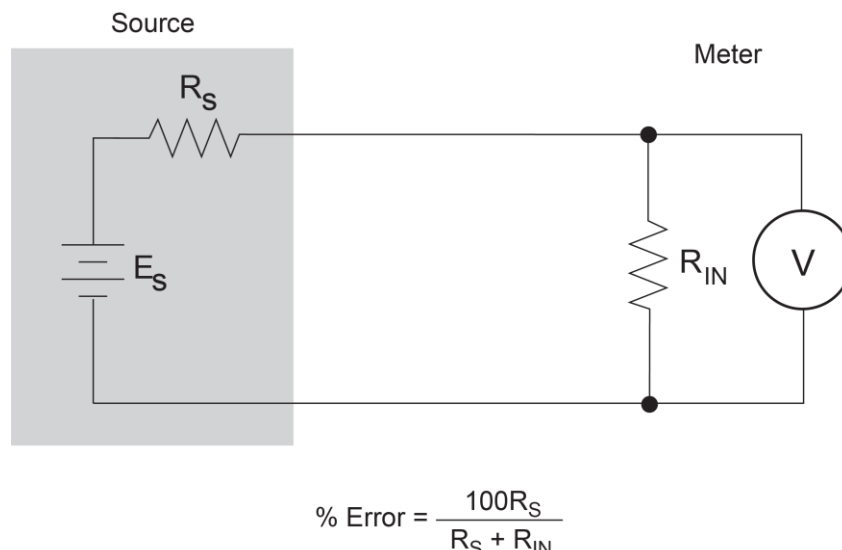 Source
Meter
RS
ES
RIN
V
% Error = 100RS
RS + RIN